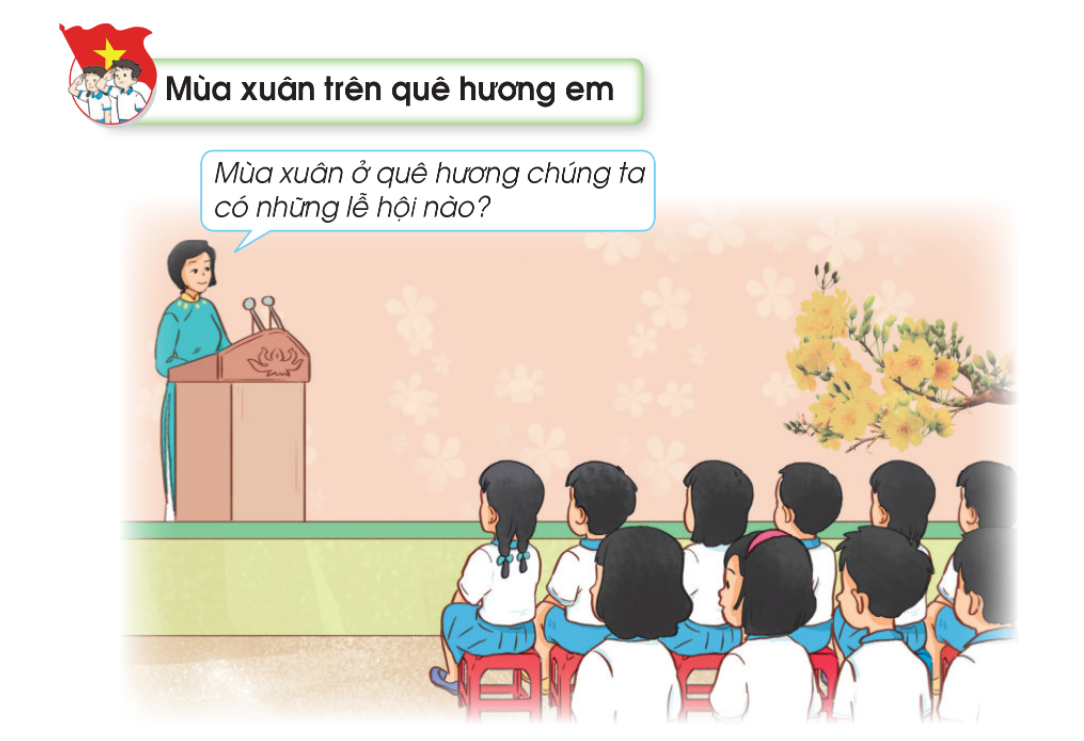 Mùa xuân trên quê hương em
Mùa xuân ở quê hương chúng ta
có những lễ hội nào?